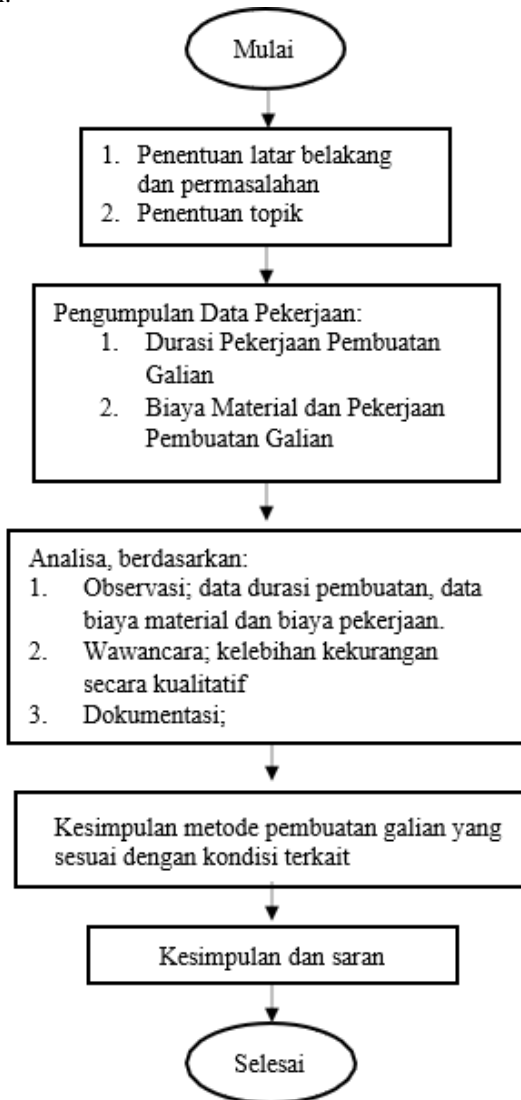 Mulai
1. Penentuan latar belakang
dan permasalahan
2. Penentuan topik
Pengumpulan Data Pekerjaan:
1. Durasi Pekerjaan Pembuatan
Galian
2. Biaya Material dan Pekerjaan
Pembuatan Galian
Analisa, berdasarkan:
1. Observasi; data durasi pembuatan, data
biaya material dan biaya pekerjaan.
2. Wawancara; kelebihan kekurangan
secara kualitatif
3. Dokumentasi;
Kesimpulan metode pembuatan galian yang
sesuai dengan kondisi terkait
Kesimpulan dan saran
Selesai